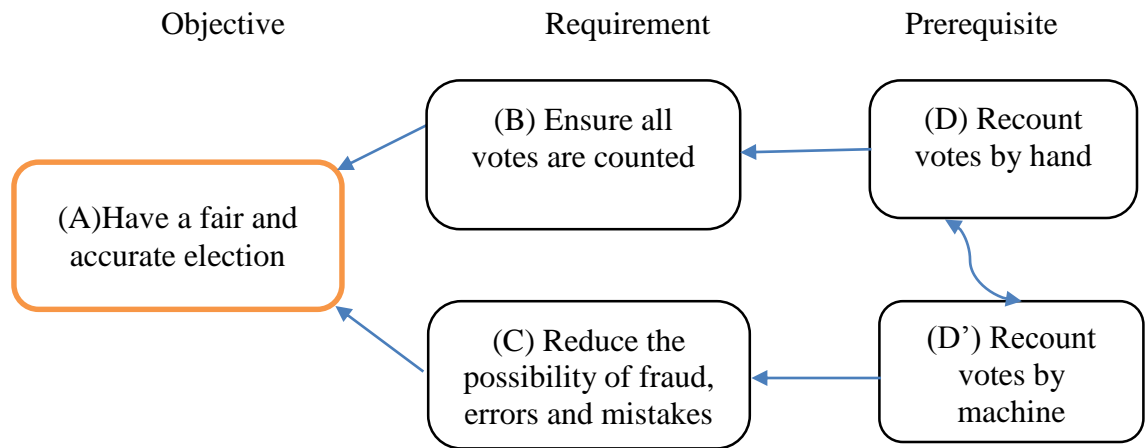 Objective
Requirement
Prerequisite
(B) Ensure all
votes are counted
(D) Recount
votes by hand
(A)Have a fair and
accurate election
(C) Reduce the
possibility of fraud,
errors and mistakes
(D’) Recount
votes by
machine